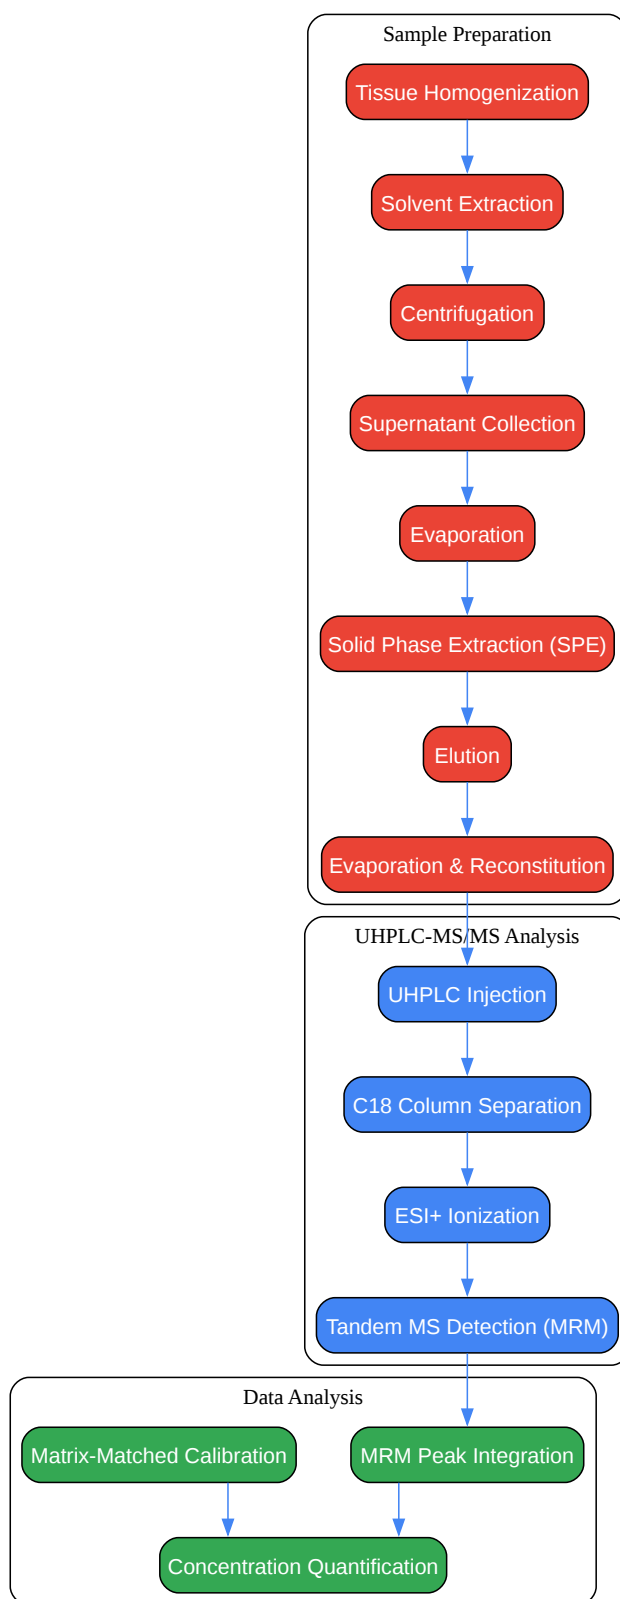 Sample Preparation
Tissue Homogenization
Solvent Extraction
Centrifugation
Supernatant Collection
Evaporation
Solid Phase Extraction (SPE)
Elution
Evaporation & Reconstitution
UHPLC-MS/MS Analysis
UHPLC Injection
C18 Column Separation
ESI+ Ionization
Tandem MS Detection (MRM)
Data Analysis
Matrix-Matched Calibration
MRM Peak Integration
Concentration Quantification